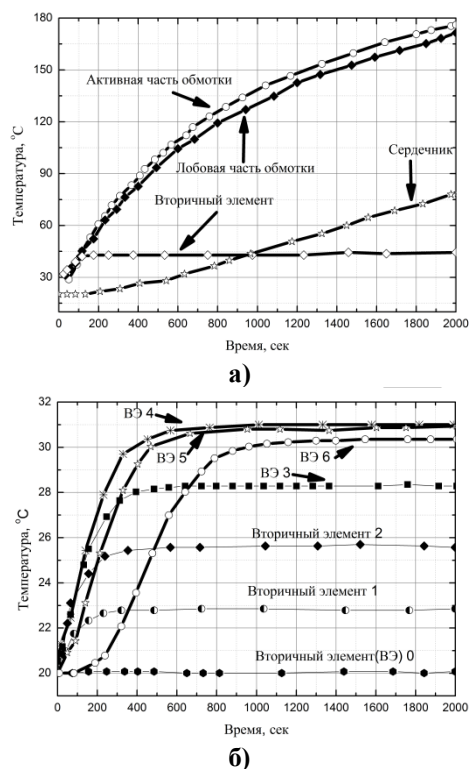 180
150
120
90
60
30
0
Температура, °C
Активная часть обмотки
Лобовая часть обмотки
Сердечник
Вторичный элемент
0 200 400 600 800 1000 1200 1400 1600 1800 2000
Время, сек
а)
32
30
28
26
24
22
20
18
Температура, °C
ВЭ 4
ВЭ 5
ВЭ 6
ВЭ 3
Вторичный элемент 2
Вторичный элемент 1
Вторичный элемент(ВЭ) 0
0 200 400 600 800 1000 1200 1400 1600 1800 2000
Время, сек
б)